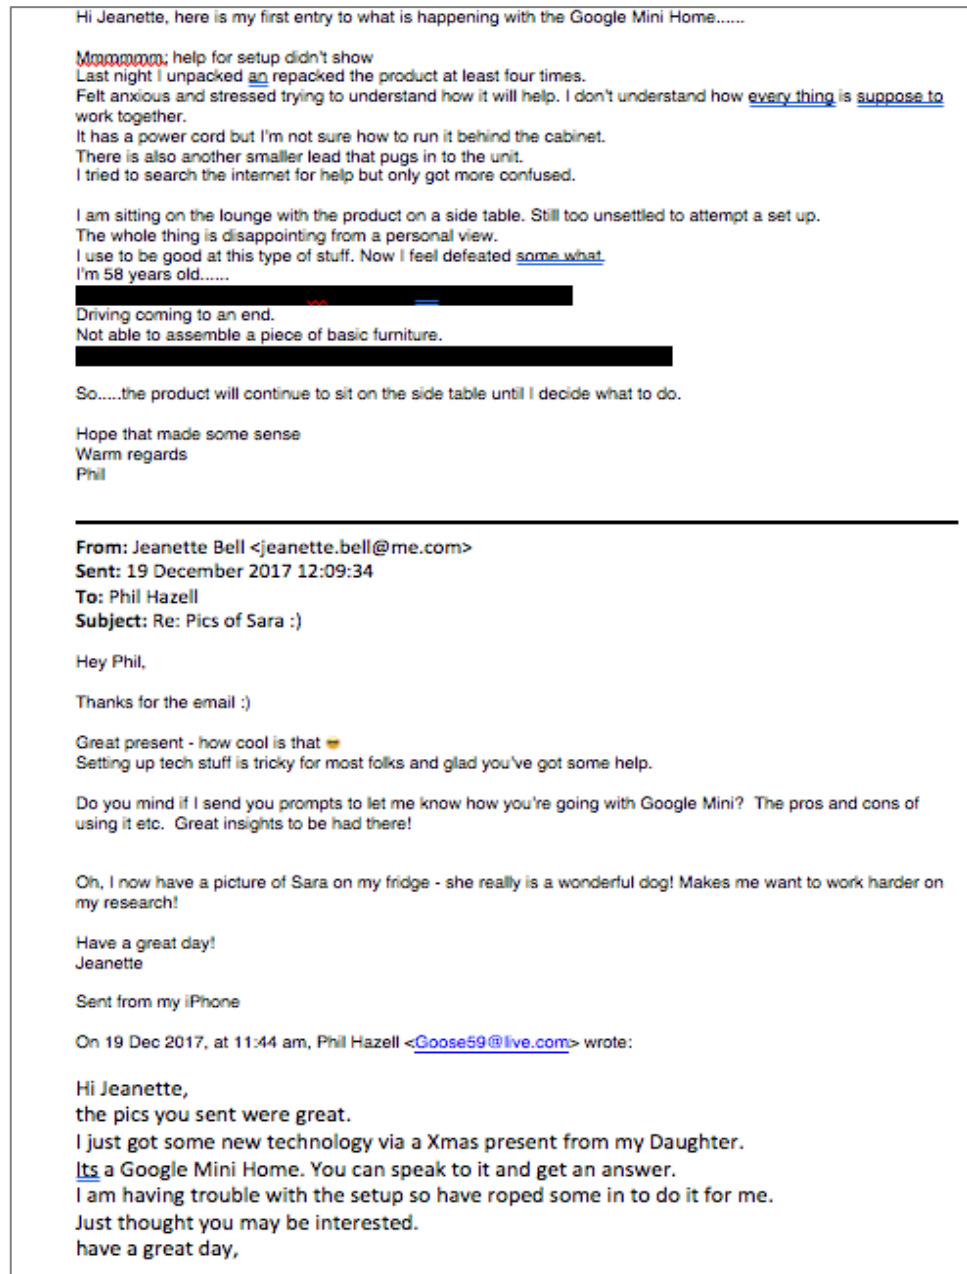 Hi Jeanette, here is my first entry to what is happening with the Google Mini Home......
Mmmmmm; help for setup didn't show
Last night I unpacked an repacked the product at least four times.
Felt anxious and stressed trying to understand how it will help. I don't understand how every thing is suppose to
work together.
It has a power cord but I'm not sure how to run it behind the cabinet.
There is also another smaller lead that pugs in to the unit.
I tried to search the internet for help but only got more confused.
I am sitting on the lounge with the product on a side table. Still too unsettled to attempt a set up.
The whole thing is disappointing from a personal view.
I use to be good at this type of stuff. Now I feel defeated some what.
I'm 58 years old......
Driving coming to an end.
Not able to assemble a piece of basic furniture.
So.....the product will continue to sit on the side table until I decide what to do.
Hope that made some sense
Warm regards
Phil
From: Jeanette Bell <jeanette.bell@me.com>
Sent: 19 December 2017 12:09:34
To: Phil Hazell
Subject: Re: Pics of Sara :)
Hey Phil,
Thanks for the email :)
Great present - how cool is that 😎
Setting up tech stuff is tricky for most folks and glad you've got some help.
Do you mind if I send you prompts to let me know how you're going with Google Mini?  The pros and cons of
using it etc.  Great insights to be had there!
Oh, I now have a picture of Sara on my fridge - she really is a wonderful dog! Makes me want to work harder on
my research!
Have a great day!
Jeanette
Sent from my iPhone
On 19 Dec 2017, at 11:44 am, Phil Hazell <Goose59@live.com> wrote:
Hi Jeanette,
the pics you sent were great.
I just got some new technology via a Xmas present from my Daughter.
Its a Google Mini Home. You can speak to it and get an answer.
I am having trouble with the setup so have roped some in to do it for me.
Just thought you may be interested.
have a great day,